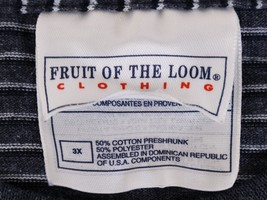 FRUIT OF THE LOOM®
CLOTHING
COMPOSANTES EN PROVEN
3X
50% COTTON PRESHRUNK
50% POLYESTER
ASSEMBLED IN DOMINICAN REPUBLIC
OF U.S.A. COMPONENTS